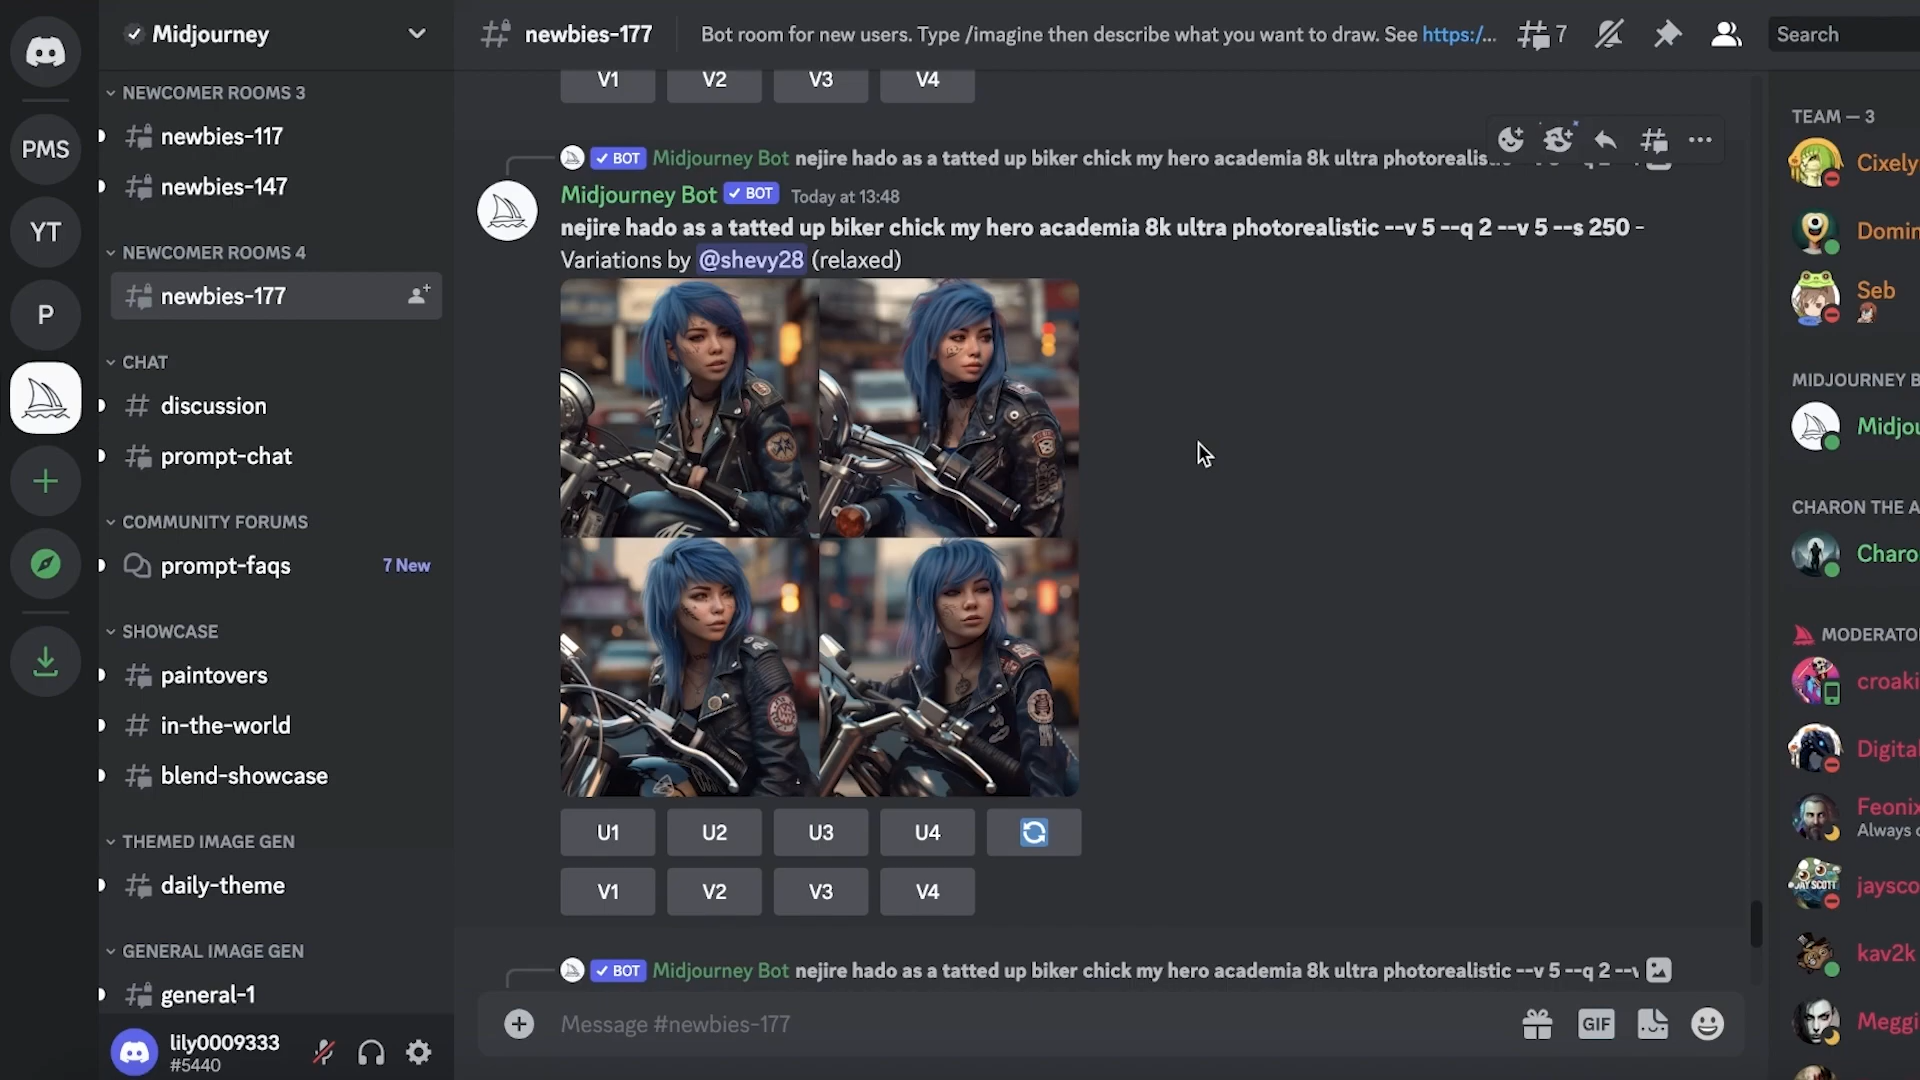 PMS
YT
P
Midjourney
NEWCOMER ROOMS 3
newbies-117
newbies-147
NEWCOMER ROOMS 4
newbies-177
CHAT
discussion
prompt-chat
COMMUNITY FORUMS
prompt-faqs 7 New
SHOWCASE
paintovers
in-the-world
blend-showcase
THEMED IMAGE GEN
daily-theme
GENERAL IMAGE GEN
general-1
lily0009333
#5440
newbies-177 Bot room for new users. Type /imagine then describe what you want to draw. See https:/... 7 Search
V1 V2 V3 V4
BOT Midjourney Bot nejire hado as a tatted up biker chick my hero academia 8k ultra
Midjourney Bot BOT Today at 13:48
nejire hado as a tatted up biker chick my hero academia 8k ultra photorealistic --v 5 --q 2 --v 5 --s 250 -
Variations by @shevy28 (relaxed)
U1 U2 U3 U4
V1 V2 V3 V4
BOT Midjourney Bot nejire hado as a tatted up biker chick my hero academia 8k ultra photorealistic --v 5 --q 2
Message #newbies-177
GIF
TEAM — 3
Cixely
Domin
Seb
MIDJOURNEY B
Midjou
CHARON THE A
Charo
MODERATO
croaki
Digital
Feonix
Always
JAY SCOTT
jaysco
kav2k
Meggi